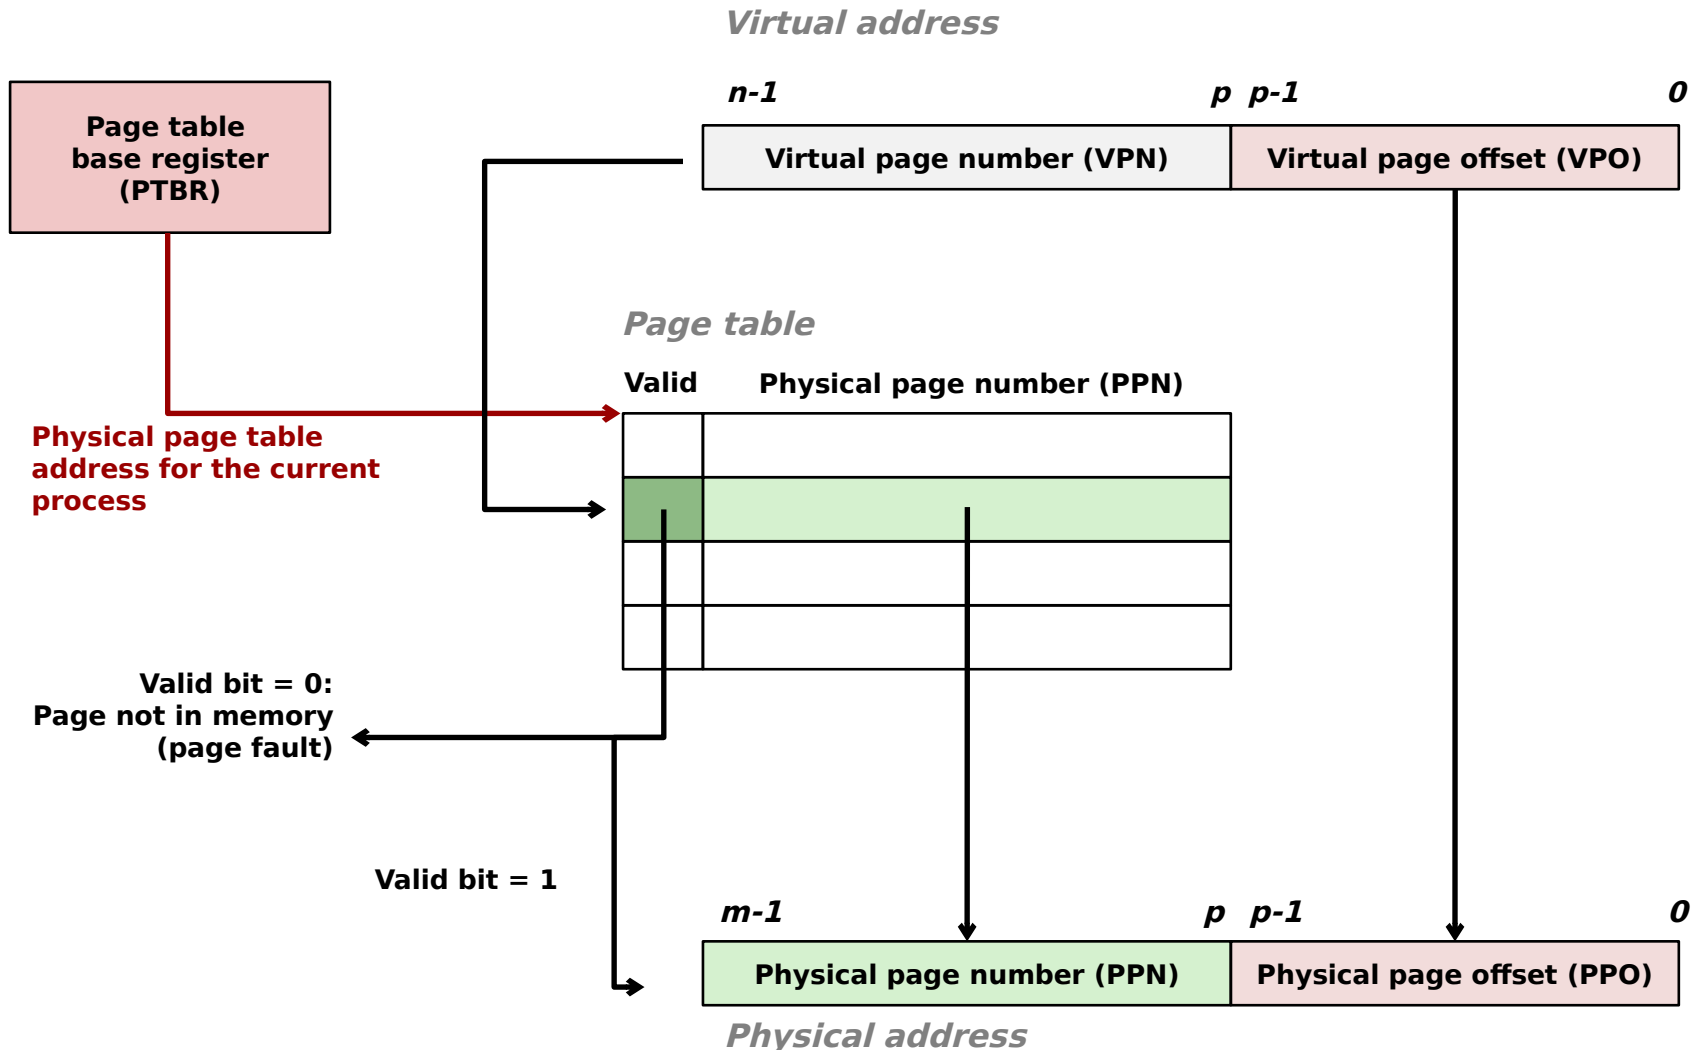 Virtual address
n-1 p p-1 0
Page table
base register
(PTBR)
Virtual page number (VPN) Virtual page offset (VPO)
Page table
Valid Physical page number (PPN)
Physical page table
address for the current
process
Valid bit = 0:
Page not in memory
(page fault)
Valid bit = 1
m-1 p p-1 0
Physical page number (PPN) Physical page offset (PPO)
Physical address